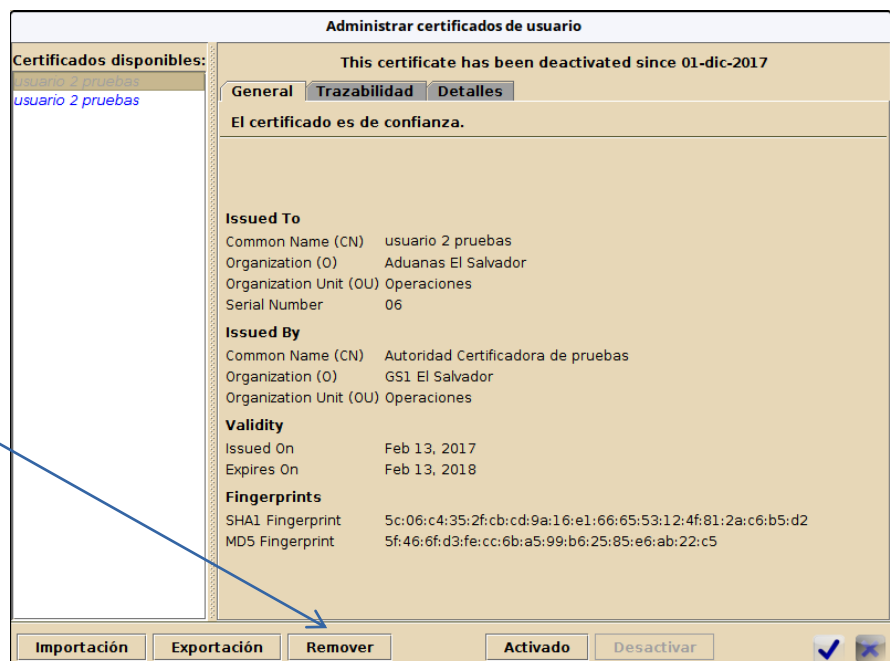 Administrar certificados de usuario
Certificados disponibles:
usuario 2 pruebas
usuario 2 pruebas
This certificate has been deactivated since 01-dic-2017
General Trazabilidad Detalles
El certificado es de confianza.
Issued To
Common Name (CN) usuario 2 pruebas
Organization (O) Aduanas El Salvador
Organization Unit (OU) Operaciones
Serial Number 06
Issued By
Common Name (CN) Autoridad Certificadora de pruebas
Organization (O) GS1 El Salvador
Organization Unit (OU) Operaciones
Validity
Issued On Feb 13, 2017
Expires On Feb 13, 2018
Fingerprints
SHA1 Fingerprint 5c:06:c4:35:2f:cb:cd:9a:16:e1:66:65:53:12:4f:81:2a:c6:b5:d2
MD5 Fingerprint 5f:46:6f:d3:fe:cc:6b:a5:99:b6:25:85:e6:ab:22:c5
Importación Exportación Remover Activado Desactivar